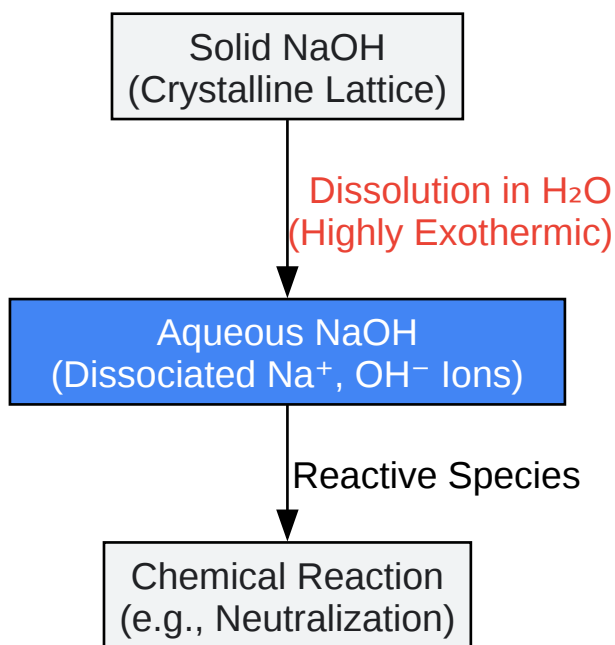 Solid NaOH
(Crystalline Lattice)
Dissolution in H₂O
(Highly Exothermic)
Aqueous NaOH
(Dissociated Na⁺, OH⁻ Ions)
Reactive Species
Chemical Reaction
(e.g., Neutralization)